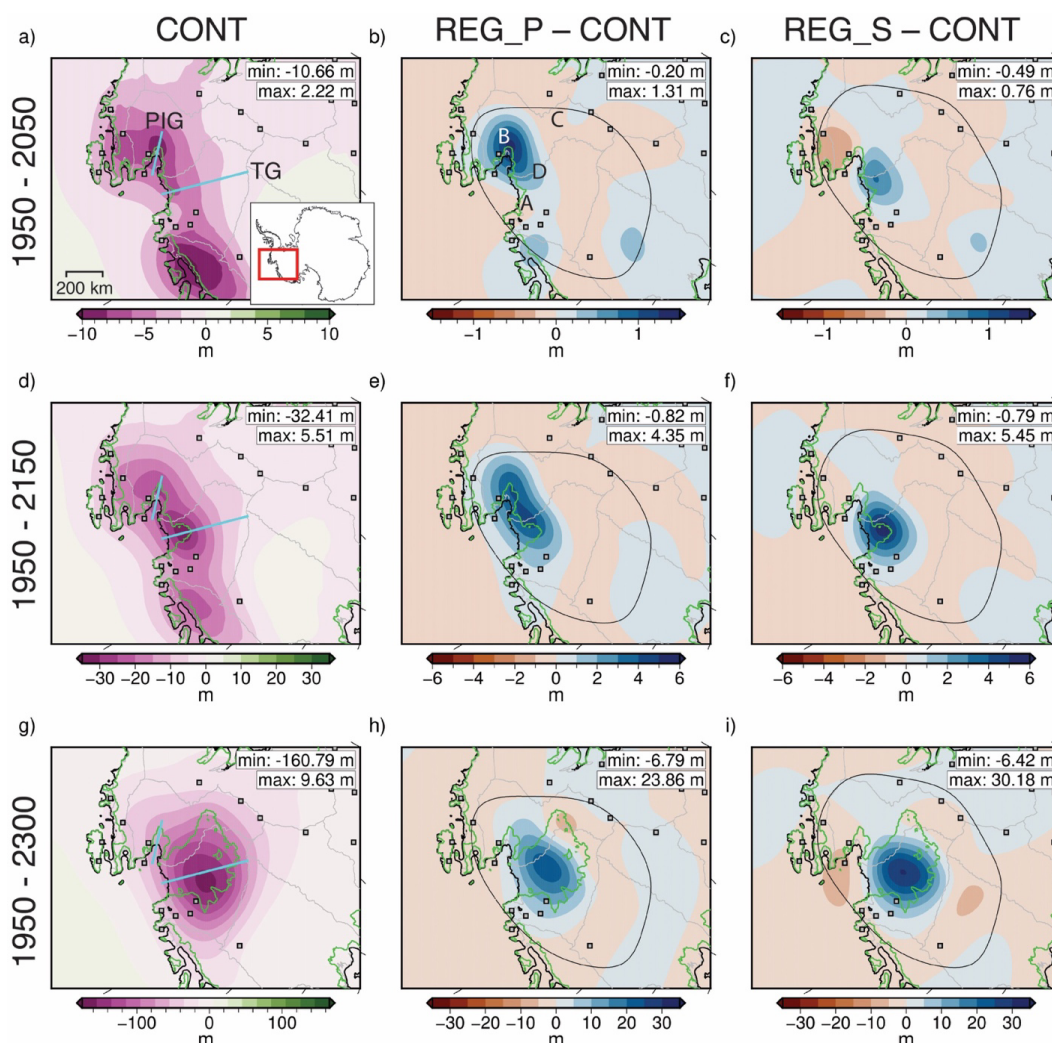 CONT
REG_P – CONT
REG_S – CONT
1950 - 2050
a)
min: -10.66 m
max: 2.22 m
PIG
TG
200 km
−10 −5 0 5 10
m
b)
min: -0.20 m
max: 1.31 m
B
C
D
A
−1 0 1
m
c)
min: -0.49 m
max: 0.76 m
−1 0 1
m
1950 - 2150
d)
min: -32.41 m
max: 5.51 m
−30 −20 −10 0 10 20 30
m
e)
min: -0.82 m
max: 4.35 m
−6 −4 −2 0 2 4 6
m
f)
min: -0.79 m
max: 5.45 m
−6 −4 −2 0 2 4 6
m
1950 - 2300
g)
min: -160.79 m
max: 9.63 m
−100 0 100
m
h)
min: -6.79 m
max: 23.86 m
−30 −20 −10 0 10 20 30
m
i)
min: -6.42 m
max: 30.18 m
−30 −20 −10 0 10 20 30
m